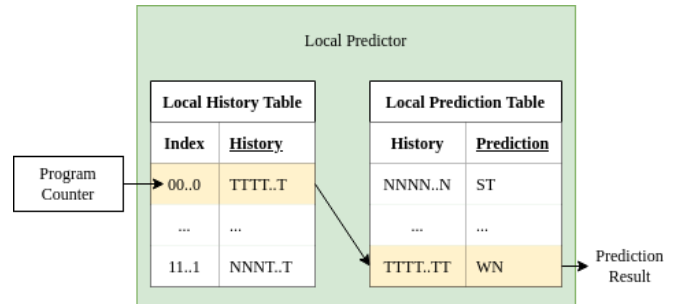 Local Predictor
Local History Table
Index History
00..0 TTTT..T
... ...
11..1 NNNT..T
Local Prediction Table
History Prediction
NNNN..N ST
... ...
TTTT..TT WN
Program
Counter
Prediction
Result